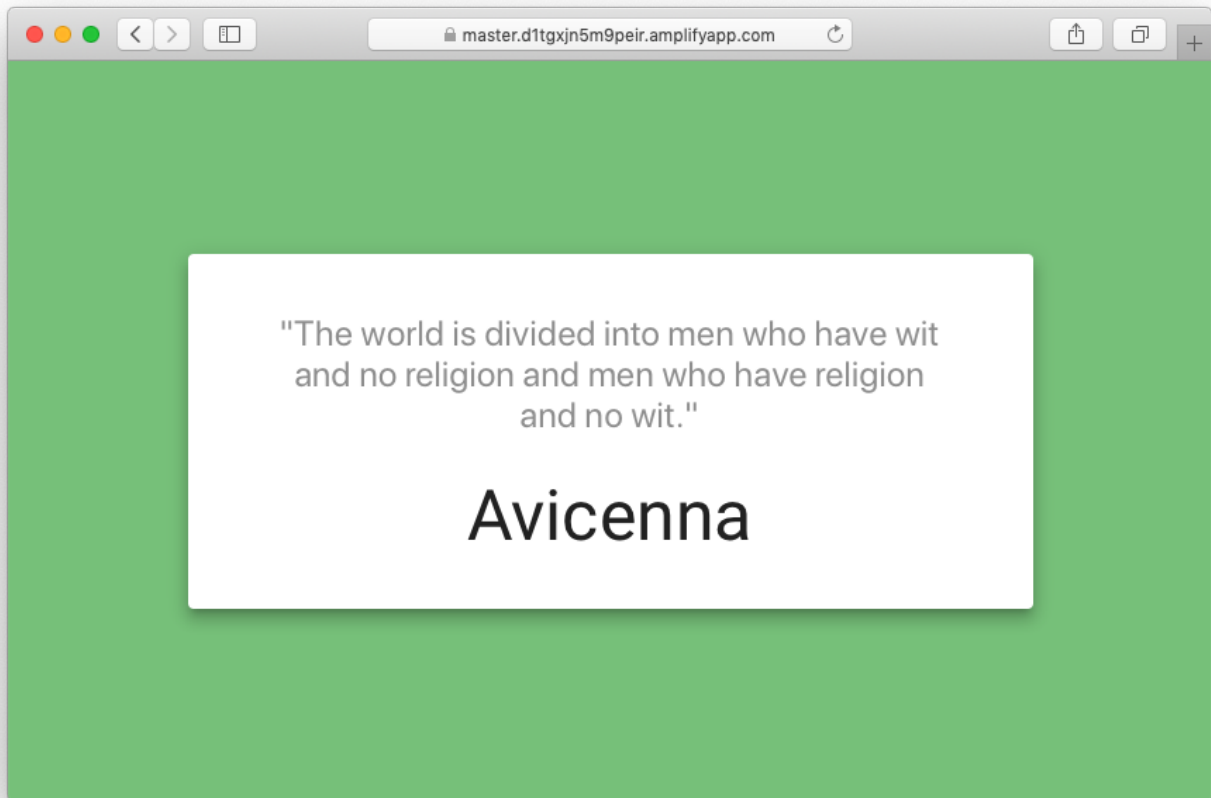 master.d1tgxjn5m9peir.amplifyapp.com
"The world is divided into men who have wit
and no religion and men who have religion
and no wit."
Avicenna